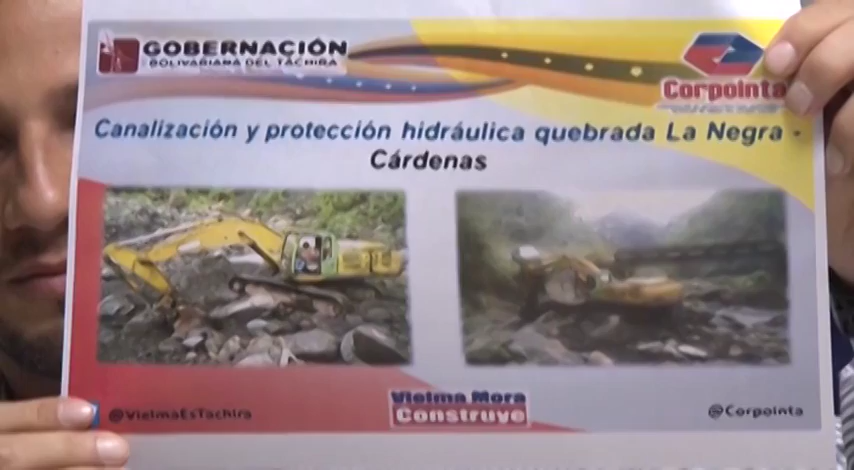 GOBERNACIÓN
BOLIVARIANA DEL TÁCHIRA
Corpointa
Canalización y protección hidráulica quebrada La Negra -
Cárdenas
@VielmaEsTachira
Vielma Mora
Construye
@Corpointa